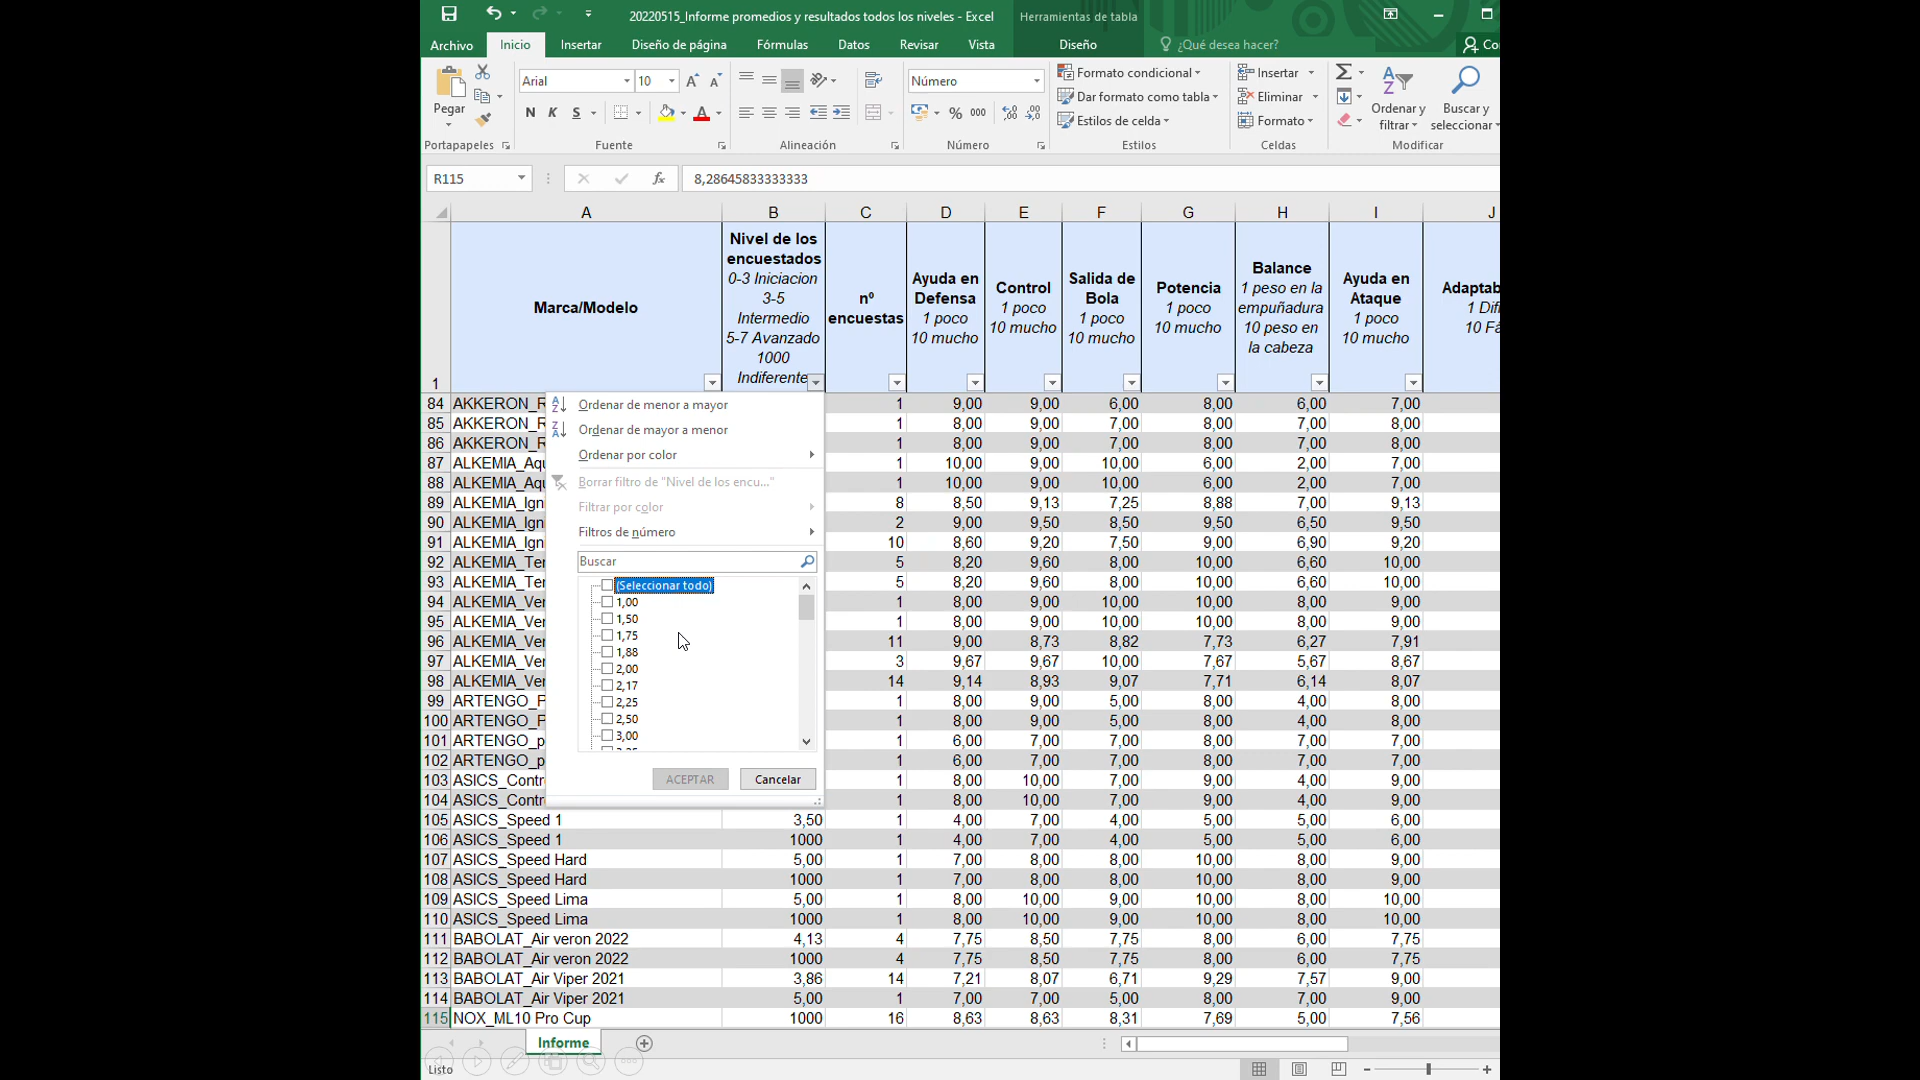 20220515_Informe promedios y resultados todos los niveles - Excel
Herramientas de tabla
Archivo Inicio Insertar Diseño de página Fórmulas Datos Revisar Vista Diseño ¿Qué desea hacer? Co
Pegar
Arial 10
N K S
Número
% 000
Formato condicional
Dar formato como tabla
Estilos de celda
Insertar
Eliminar
Formato
Ordenar y filtrar
Buscar y seleccionar
Portapapeles Fuente Alineación Número Estilos Celdas Modificar
R115 fx 8,28645833333333
A B C D E F G H I J
1
Marca/Modelo
Nivel de los
encuestados
0-3 Iniciacion
3-5
Intermedio
5-7 Avanzado
1000
Indiferente
nº
encuestas
Ayuda en
Defensa
1 poco
10 mucho
Control
1 poco
10 mucho
Salida de
Bola
1 poco
10 mucho
Potencia
1 poco
10 mucho
Balance
1 peso en la
empuñadura
10 peso en
la cabeza
Ayuda en
Ataque
1 poco
10 mucho
Adaptab
1 Difí
10 Fá
84 AKKERON_R 1 9,00 9,00 6,00 8,00 6,00 7,00
85 AKKERON_R 1 8,00 9,00 7,00 8,00 7,00 8,00
86 AKKERON_R 1 8,00 9,00 7,00 8,00 7,00 8,00
87 ALKEMIA_Aqu 1 10,00 9,00 10,00 6,00 2,00 7,00
88 ALKEMIA_Aqu 1 10,00 9,00 10,00 6,00 2,00 7,00
89 ALKEMIA_Ign 8 8,50 9,13 7,25 8,88 7,00 9,13
90 ALKEMIA_Ign 2 9,00 9,50 8,50 9,50 6,50 9,50
91 ALKEMIA_Ign 10 8,60 9,20 7,50 9,00 6,90 9,20
92 ALKEMIA_Ter 5 8,20 9,60 8,00 10,00 6,60 10,00
93 ALKEMIA_Ter 5 8,20 9,60 8,00 10,00 6,60 10,00
94 ALKEMIA_Ver 1 8,00 9,00 10,00 10,00 8,00 9,00
95 ALKEMIA_Ver 1 8,00 9,00 10,00 10,00 8,00 9,00
96 ALKEMIA_Ver 11 9,00 8,73 8,82 7,73 6,27 7,91
97 ALKEMIA_Ver 3 9,67 9,67 10,00 7,67 5,67 8,67
98 ALKEMIA_Ver 14 9,14 8,93 9,07 7,71 6,14 8,07
99 ARTENGO_P 1 8,00 9,00 5,00 8,00 4,00 8,00
100 ARTENGO_P 1 8,00 9,00 5,00 8,00 4,00 8,00
101 ARTENGO_p 1 6,00 7,00 7,00 8,00 7,00 7,00
102 ARTENGO_p 1 6,00 7,00 7,00 8,00 7,00 7,00
103 ASICS_Contr 1 8,00 10,00 7,00 9,00 4,00 9,00
104 ASICS_Contr 1 8,00 10,00 7,00 9,00 4,00 9,00
105 ASICS_Speed 1 3,50 1 4,00 7,00 4,00 5,00 5,00 6,00
106 ASICS_Speed 1 1000 1 4,00 7,00 4,00 5,00 5,00 6,00
107 ASICS_Speed Hard 5,00 1 7,00 8,00 8,00 10,00 8,00 9,00
108 ASICS_Speed Hard 1000 1 7,00 8,00 8,00 10,00 8,00 9,00
109 ASICS_Speed Lima 5,00 1 8,00 10,00 9,00 10,00 8,00 10,00
110 ASICS_Speed Lima 1000 1 8,00 10,00 9,00 10,00 8,00 10,00
111 BABOLAT_Air veron 2022 4,13 4 7,75 8,50 7,75 8,00 6,00 7,75
112 BABOLAT_Air veron 2022 1000 4 7,75 8,50 7,75 8,00 6,00 7,75
113 BABOLAT_Air Viper 2021 3,86 14 7,21 8,07 6,71 9,29 7,57 9,00
114 BABOLAT_Air Viper 2021 5,00 1 7,00 7,00 5,00 8,00 7,00 9,00
115 NOX_ML10 Pro Cup 1000 16 8,63 8,63 8,31 7,69 5,00 7,56
Ordenar de menor a mayor
Ordenar de mayor a menor
Ordenar por color
Borrar filtro de "Nivel de los encu..."
Filtrar por color
Filtros de número
Buscar
(Seleccionar todo)
1,00
1,50
1,75
1,88
2,00
2,17
2,25
2,50
3,00
ACEPTAR Cancelar
Informe
Listo